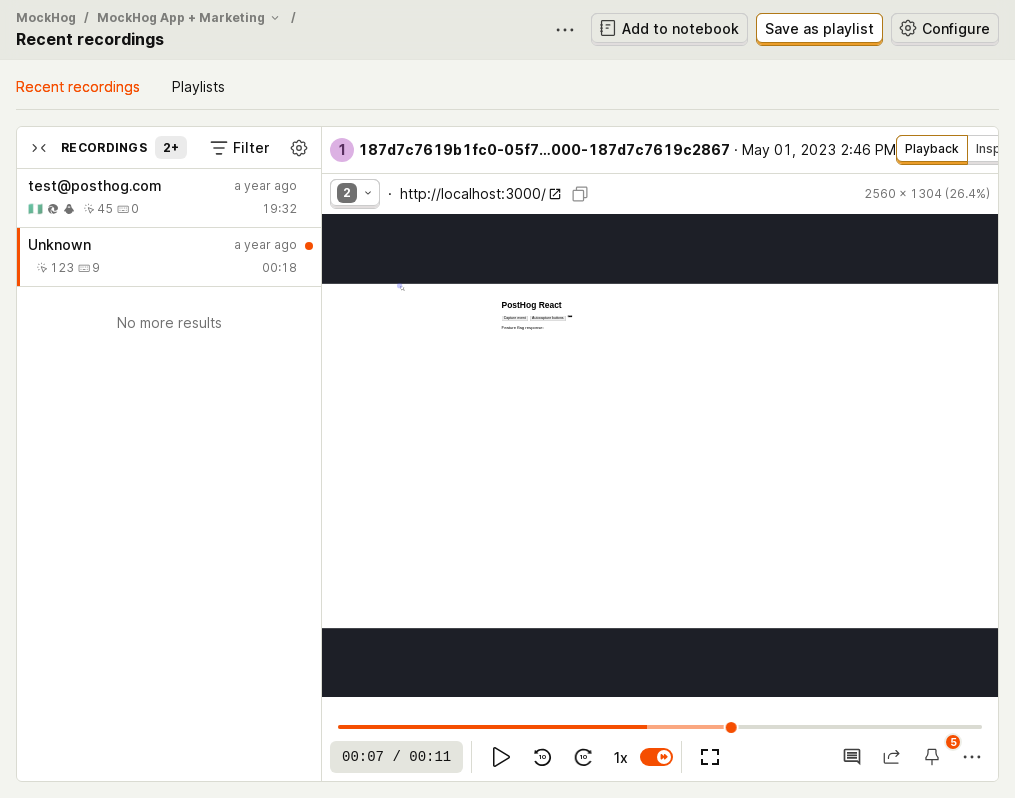 MockHog / MockHog App + Marketing /
Recent recordings
Add to notebook
Save as playlist
Configure
Recent recordings
Playlists
RECORDINGS 2+
Filter
test@posthog.com a year ago
45 0 19:32
Unknown a year ago
123 9 00:18
No more results
1 187d7c7619b1fc0-05f7...000-187d7c7619c2867 · May 01, 2023 2:46 PM
Playback
Insp
2 · http://localhost:3000/ 2560 × 1304 (26.4%)
PostHog React
Capture event Autocapture buttons
Feature flag response:
00:07 / 00:11
10 10 1x
5